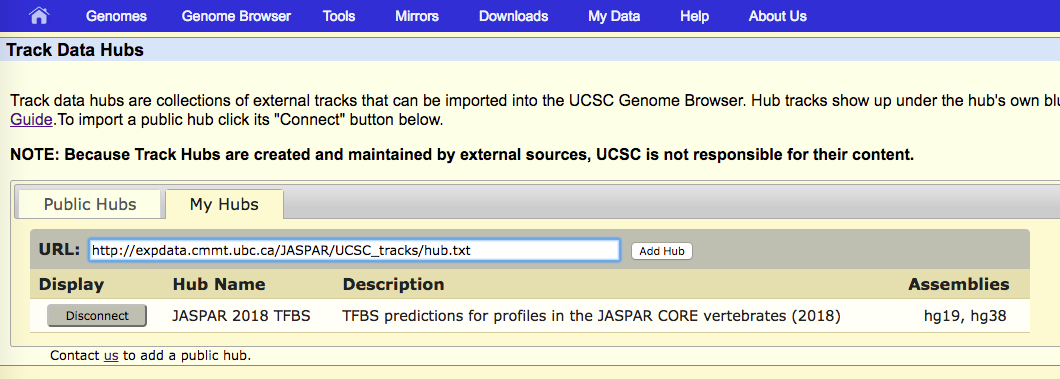 Genomes Genome Browser Tools Mirrors Downloads My Data Help About Us
Track Data Hubs
Track data hubs are collections of external tracks that can be imported into the UCSC Genome Browser. Hub tracks show up under the hub's own
Guide.To import a public hub click its "Connect" button below.
NOTE: Because Track Hubs are created and maintained by external sources, UCSC is not responsible for their content.
Public Hubs My Hubs
URL: http://expdata.cmmt.ubc.ca/JASPAR/UCSC_tracks/hub.txt Add Hub
Display Hub Name Description Assemblies
Disconnect JASPAR 2018 TFBS TFBS predictions for profiles in the JASPAR CORE vertebrates (2018) hg19, hg38
Contact us to add a public hub.